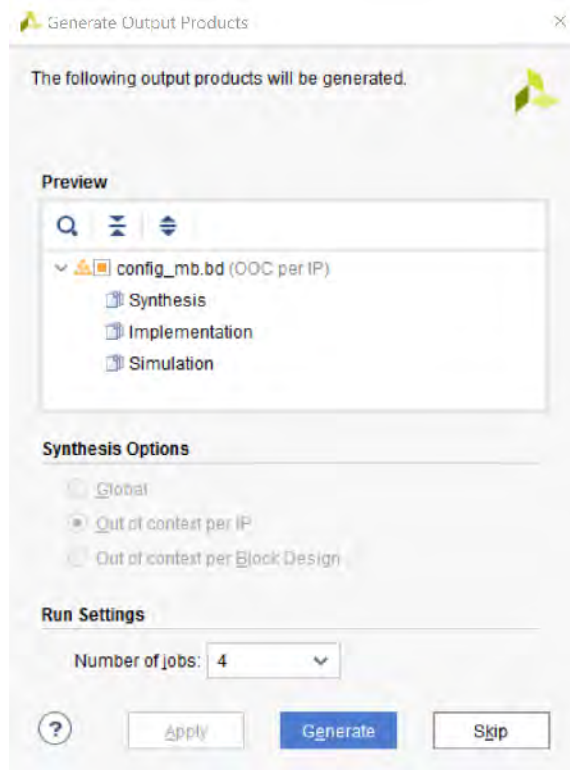 Generate Output Products
The following output products will be generated.
Preview
config_mb.bd (OOC per IP)
Synthesis
Implementation
Simulation
Synthesis Options
Global
Out of context per IP
Out of context per Block Design
Run Settings
Number of jobs: 4
?
Apply
Generate
Skip